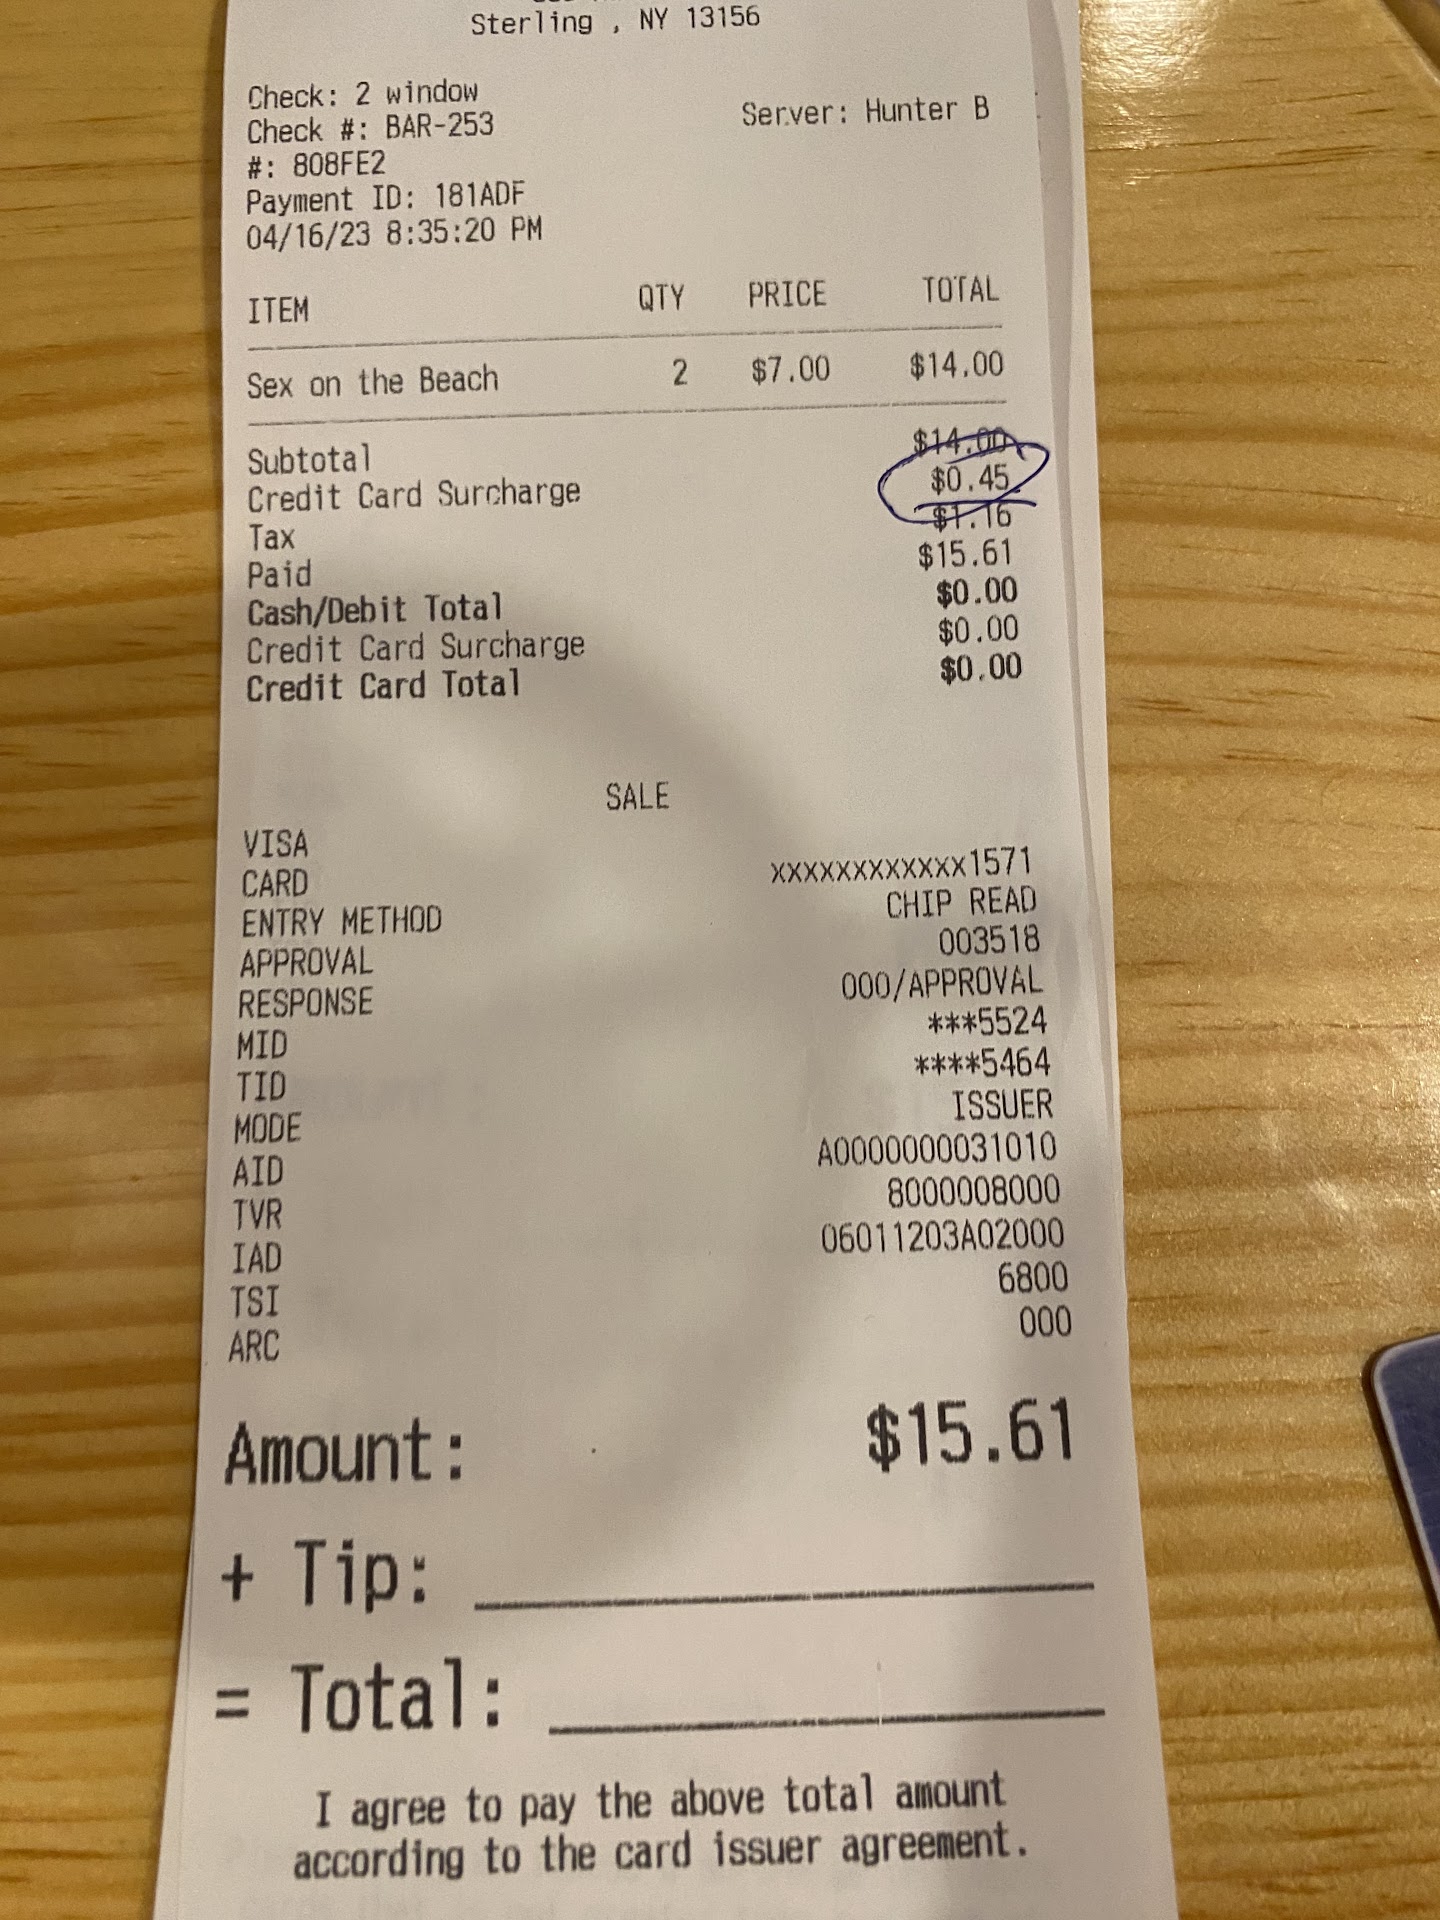 Sterling , NY 13156
Check: 2 window
Check #: BAR-253 Server: Hunter B
#: 808FE2
Payment ID: 181ADF
04/16/23 8:35:20 PM
ITEM QTY PRICE TOTAL
Sex on the Beach 2 $7.00 $14.00
Subtotal $14.00
Credit Card Surcharge $0.45
Tax $1.16
Paid $15.61
Cash/Debit Total $0.00
Credit Card Surcharge $0.00
Credit Card Total $0.00
SALE
VISA
CARD XXXXXXXXXXXX1571
ENTRY METHOD CHIP READ
APPROVAL 003518
RESPONSE 000/APPROVAL
MID ***5524
TID ****5464
MODE ISSUER
AID A0000000031010
TVR 8000008000
IAD 06011203A02000
TSI 6800
ARC 000
Amount: $15.61
+ Tip:
= Total:
I agree to pay the above total amount
according to the card issuer agreement.